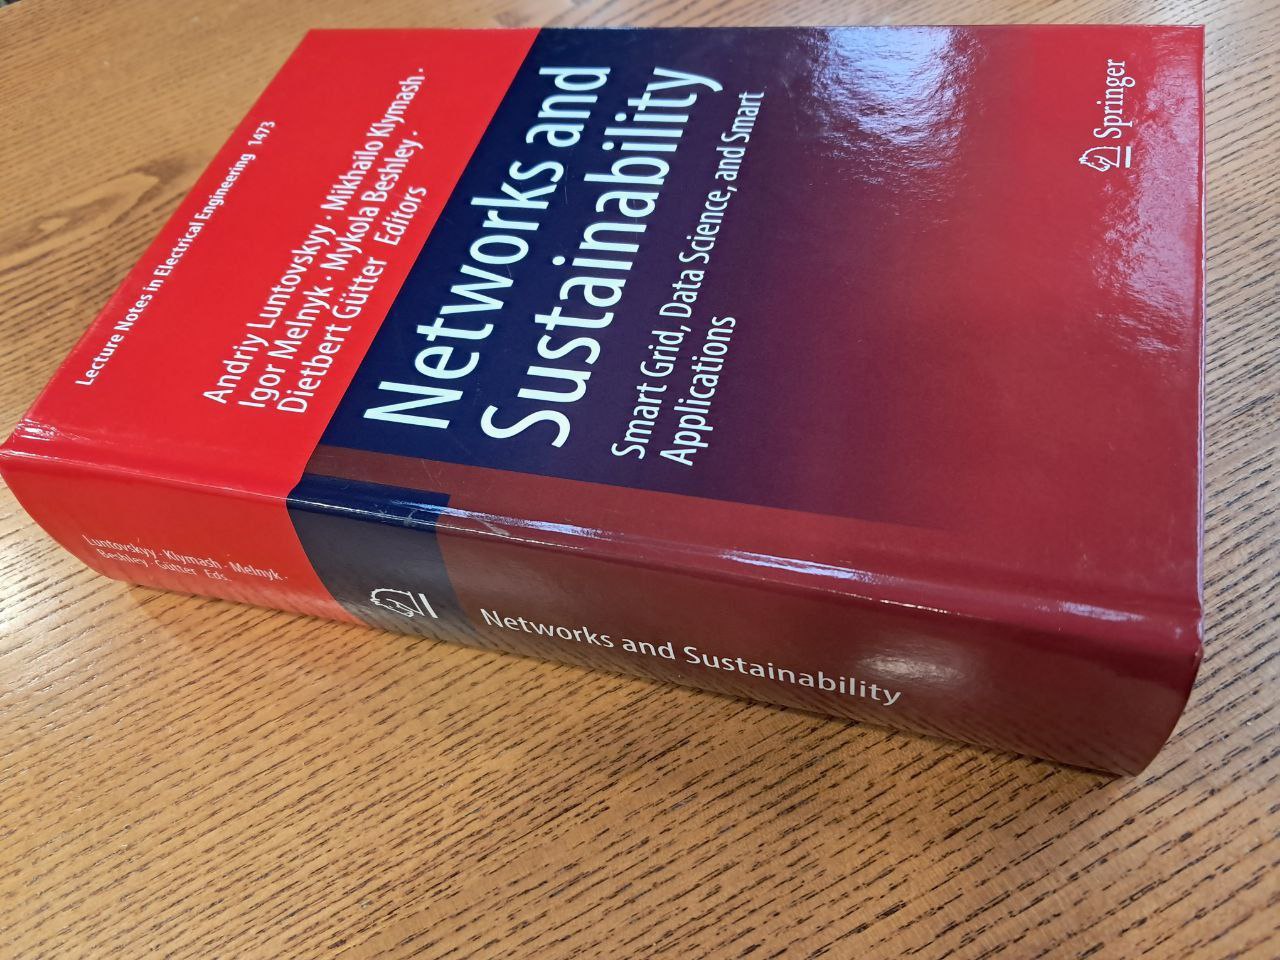 Lecture Notes in Electrical Engineering 1473
Andriy Luntovskyy · Mikhailo Klymash ·
Igor Melnyk · Mykola Beshley ·
Dietbert Gütter Editors
Networks and
Sustainability
Smart Grid, Data Science, and Smart
Applications
Springer
Luntovskyy · Klymash · Melnyk ·
Beshley · Gütter Eds.
Networks and Sustainability